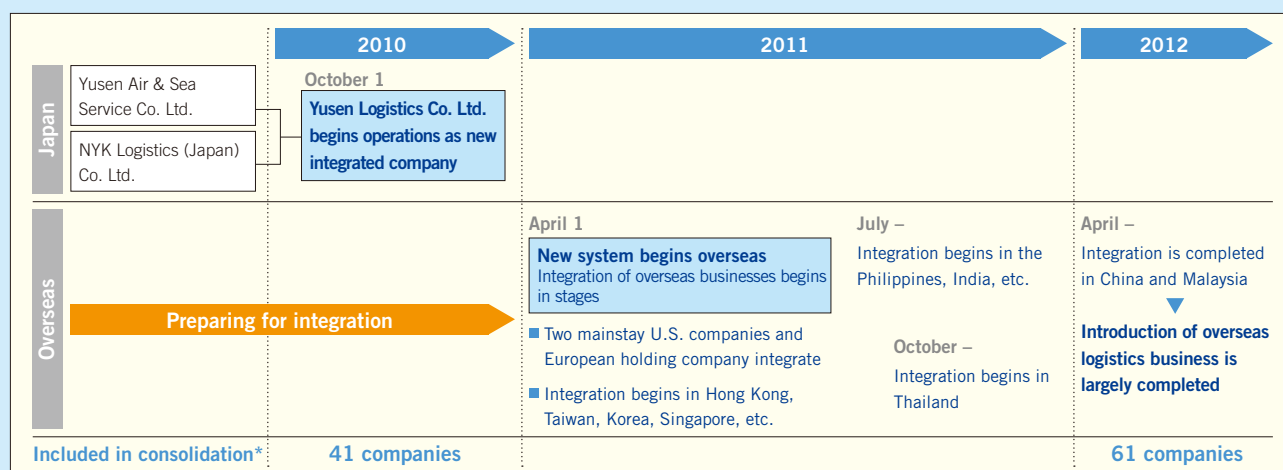 2010
2011
2012
Japan
Yusen Air & Sea
Service Co. Ltd.
NYK Logistics (Japan)
Co. Ltd.
October 1
Yusen Logistics Co. Ltd.
begins operations as new
integrated company
Overseas
Preparing for integration
April 1
New system begins overseas
Integration of overseas businesses begins
in stages
Two mainstay U.S. companies and
European holding company integrate
Integration begins in Hong Kong,
Taiwan, Korea, Singapore, etc.
July –
Integration begins in the
Philippines, India, etc.
October –
Integration begins in
Thailand
April –
Integration is completed
in China and Malaysia
Introduction of overseas
logistics business is
largely completed
Included in consolidation*
41 companies
61 companies